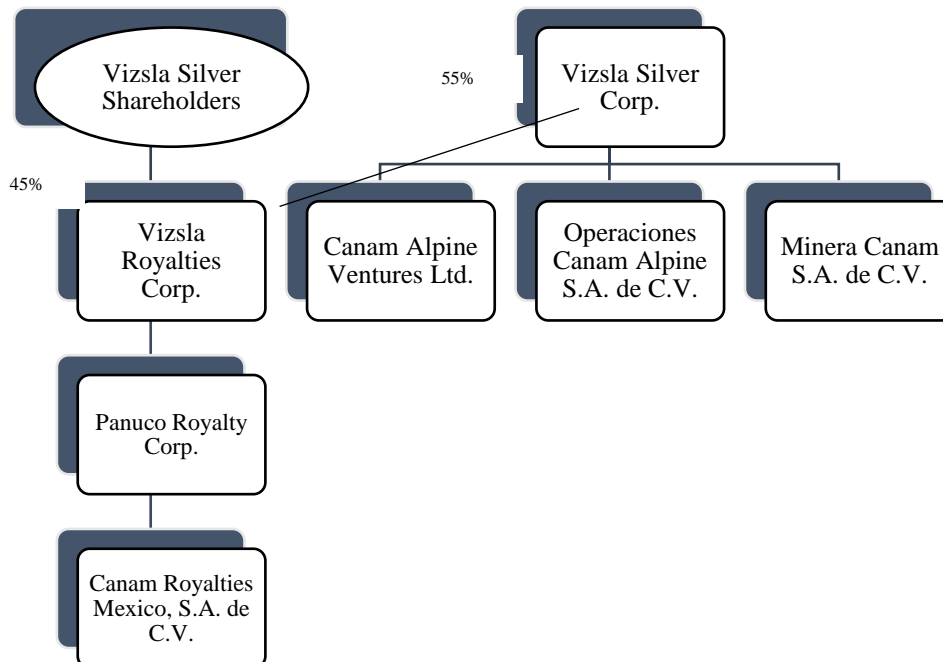 Vizsla Silver
Shareholders
55%
Vizsla Silver
Corp.
45%
Vizsla
Royalties
Corp.
Canam Alpine
Ventures Ltd.
Operaciones
Canam Alpine
S.A. de C.V.
Minera Canam
S.A. de C.V.
Panuco Royalty
Corp.
Canam Royalties
Mexico, S.A. de
C.V.